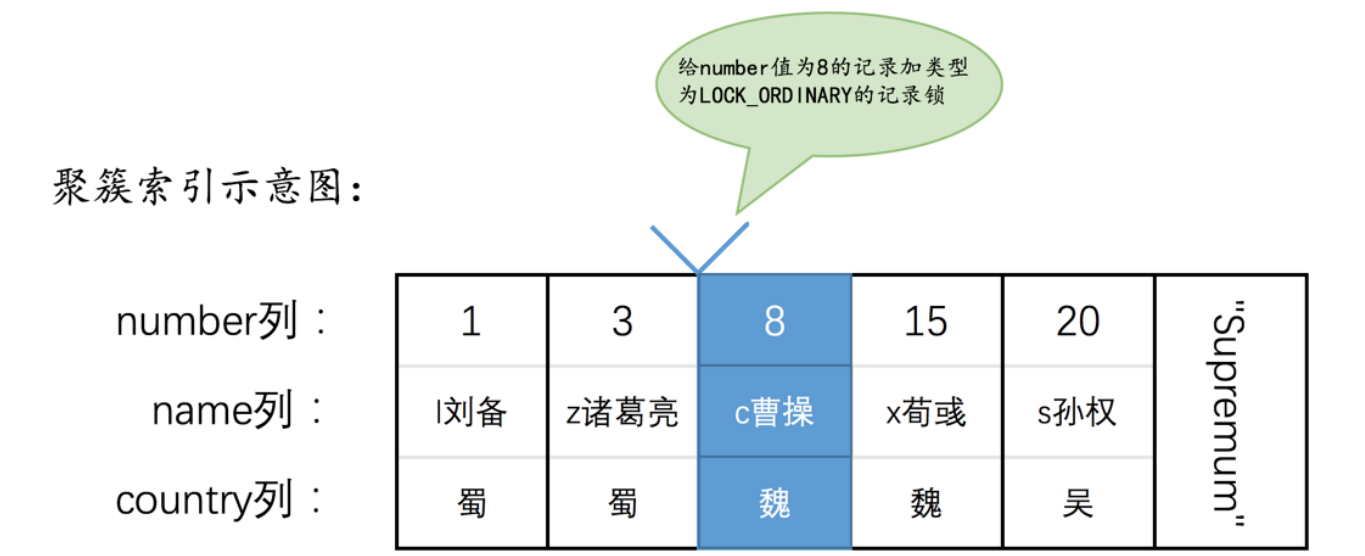 给number值为8的记录加类型
为LOCK_ORDINARY的记录锁
聚簇索引示意图：
number列： 1 3 8 15 20 "Supremum"
name列： l刘备 z诸葛亮 c曹操 x荀彧 s孙权
country列： 蜀 蜀 魏 魏 吴